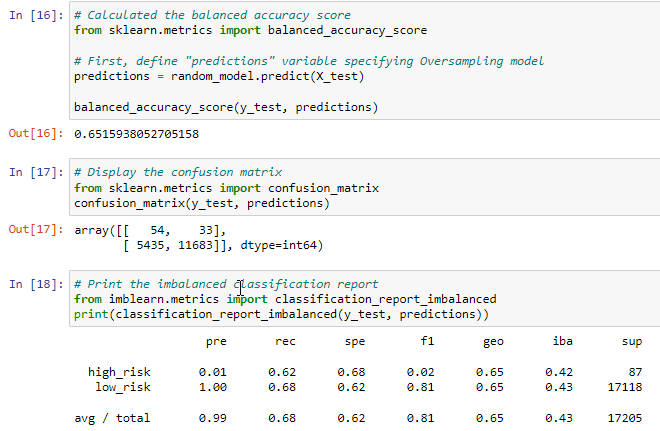 In [16]: # Calculated the balanced accuracy score
from sklearn.metrics import balanced_accuracy_score
# First, define "predictions" variable specifying Oversampling model
predictions = random_model.predict(X_test)
balanced_accuracy_score(y_test, predictions)
Out[16]: 0.6515938052705158
In [17]: # Display the confusion matrix
from sklearn.metrics import confusion_matrix
confusion_matrix(y_test, predictions)
Out[17]: array([[   54,    33],
[ 5435, 11683]], dtype=int64)
In [18]: # Print the imbalanced classification report
from imblearn.metrics import classification_report_imbalanced
print(classification_report_imbalanced(y_test, predictions))
pre rec spe f1 geo iba sup
high_risk 0.01 0.62 0.68 0.02 0.65 0.42 87
low_risk 1.00 0.68 0.62 0.81 0.65 0.43 17118
avg / total 0.99 0.68 0.62 0.81 0.65 0.43 17205